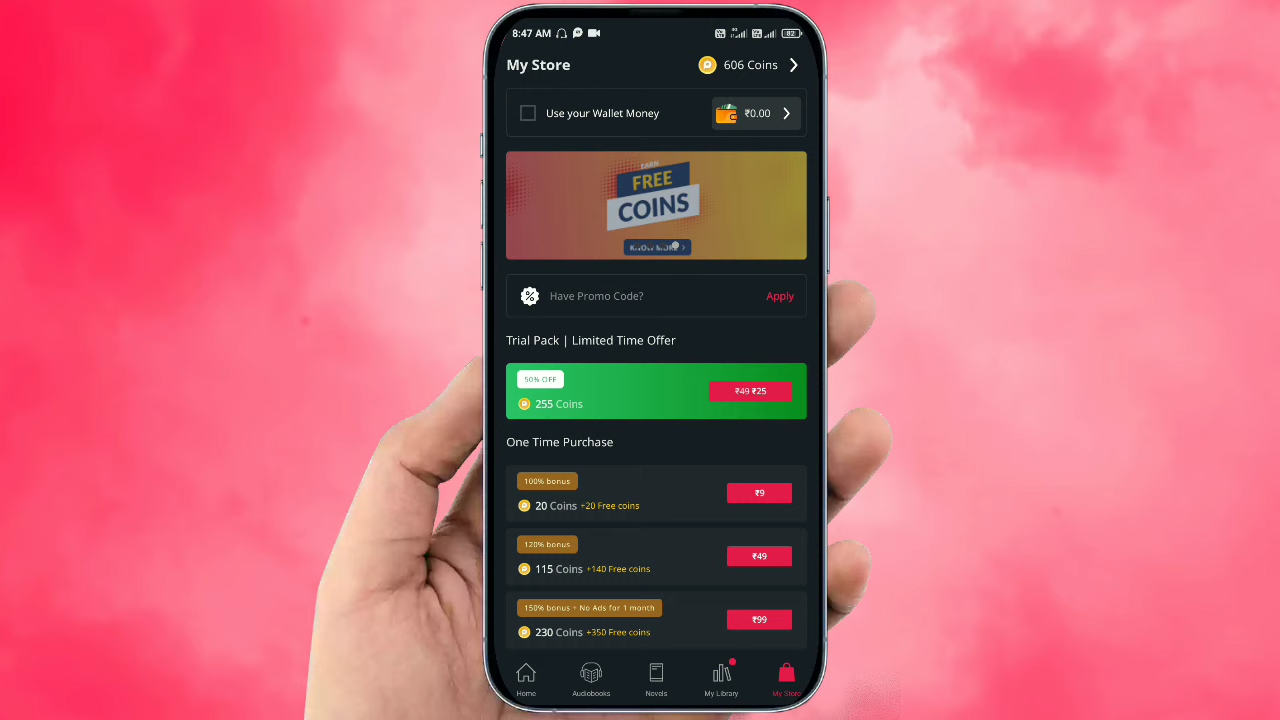 8:47 AM
82
My Store
606 Coins
Use your Wallet Money
₹0.00
EARN
FREE
COINS
KNOW MORE
Have Promo Code?
Apply
Trial Pack | Limited Time Offer
50% OFF
255 Coins
₹49 ₹25
One Time Purchase
100% bonus
20 Coins +20 Free coins
₹9
120% bonus
115 Coins +140 Free coins
₹49
150% bonus + No Ads for 1 month
230 Coins +350 Free coins
₹99
Home
Audiobooks
Novels
My Library
My Store